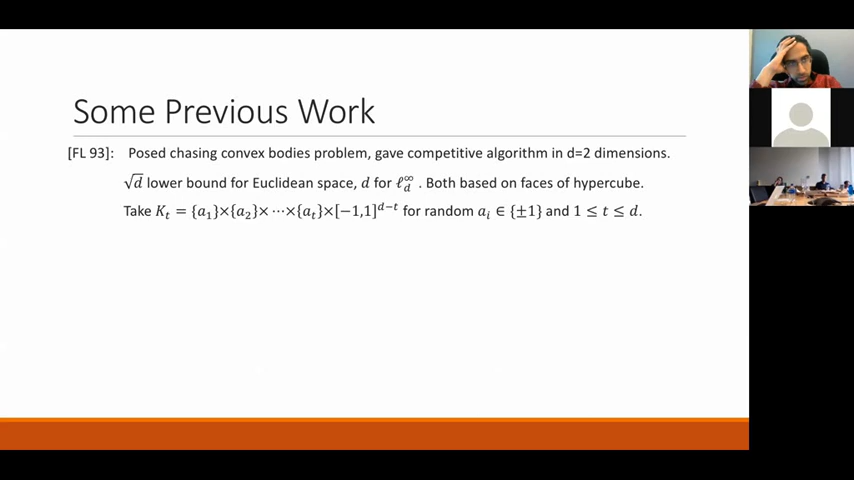 Some Previous Work
[FL 93]: Posed chasing convex bodies problem, gave competitive algorithm in d=2 dimensions.
√d lower bound for Euclidean space, d for ℓ_d^∞ . Both based on faces of hypercube.
Take K_t = {a_1}×{a_2}× ⋯×{a_t}×[−1,1]^{d−t} for random a_i ∈ {±1} and 1 ≤ t ≤ d.